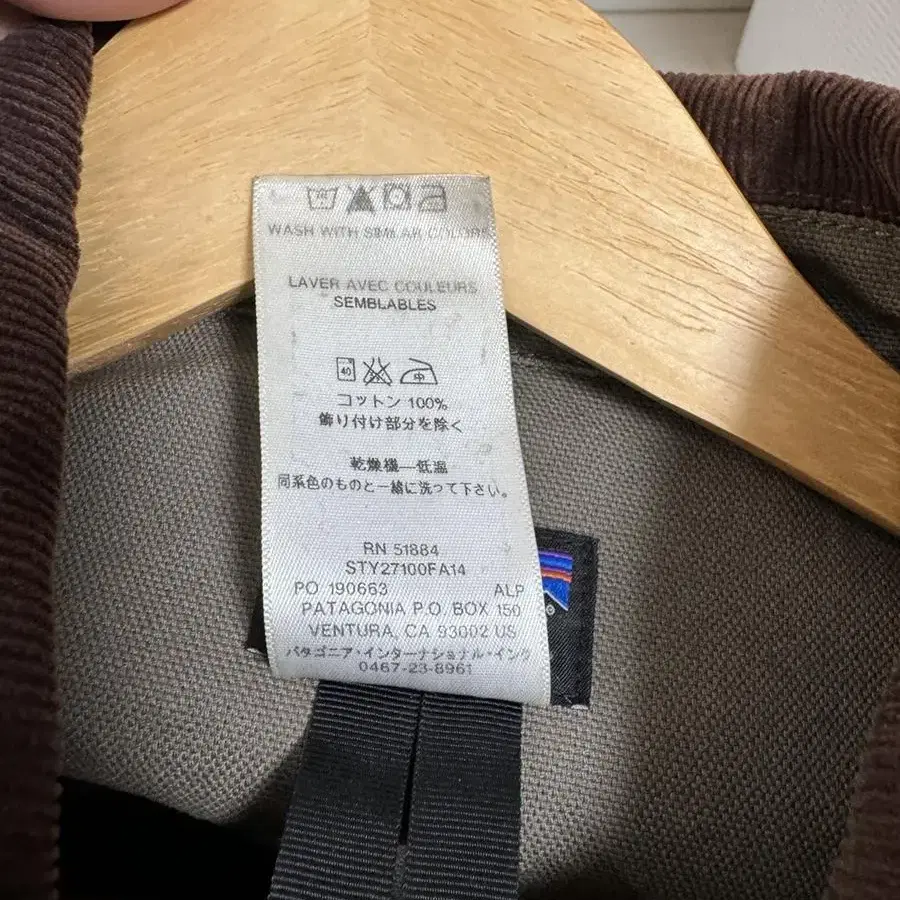 WASH WITH SIMILAR COLORS
LAVER AVEC COULEURS
SEMBLABLES
40
中
コットン 100%
飾り付け部分を除く
乾燥機—低温
同系色のものと一緒に洗って下さい。
RN 51884
STY27100FA14
PO 190663 ALP
PATAGONIA P.O. BOX 150
VENTURA, CA 93002 US
パタゴニア・インターナショナル・インク
0467-23-8961
®